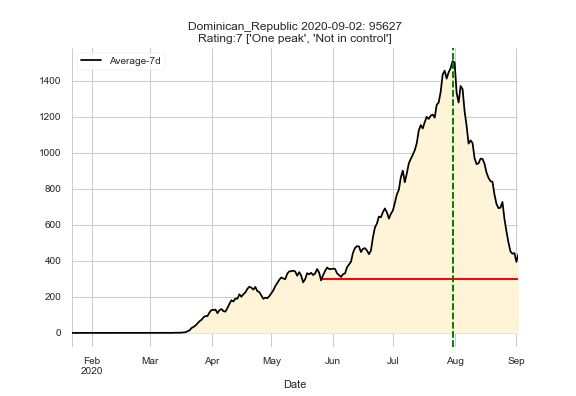 Dominican_Republic 2020-09-02: 95627
Rating:7 ['One peak', 'Not in control']
Average-7d
1400
1200
1000
800
600
400
200
0
Feb Mar Apr May Jun Jul Aug Sep
2020
Date